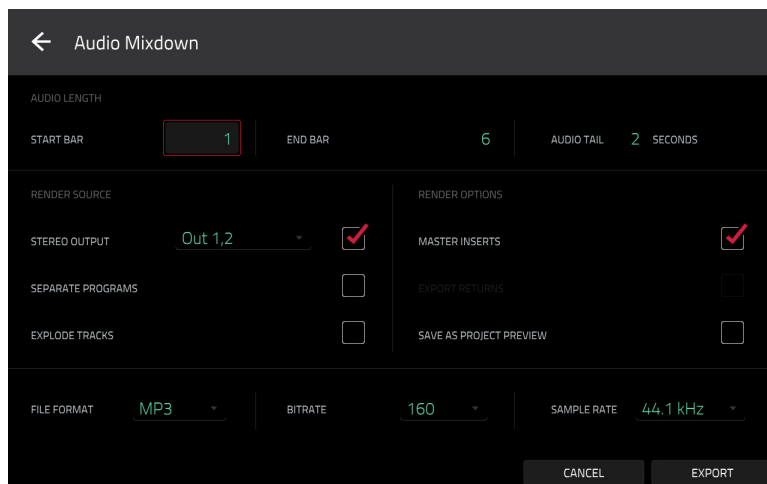 Audio Mixdown
AUDIO LENGTH
START BAR 1 END BAR 6 AUDIO TAIL 2 SECONDS
RENDER SOURCE RENDER OPTIONS
STEREO OUTPUT Out 1,2 MASTER INSERTS
SEPARATE PROGRAMS EXPORT RETURNS
EXPLODE TRACKS SAVE AS PROJECT PREVIEW
FILE FORMAT MP3 BITRATE 160 SAMPLE RATE 44.1 kHz
CANCEL EXPORT